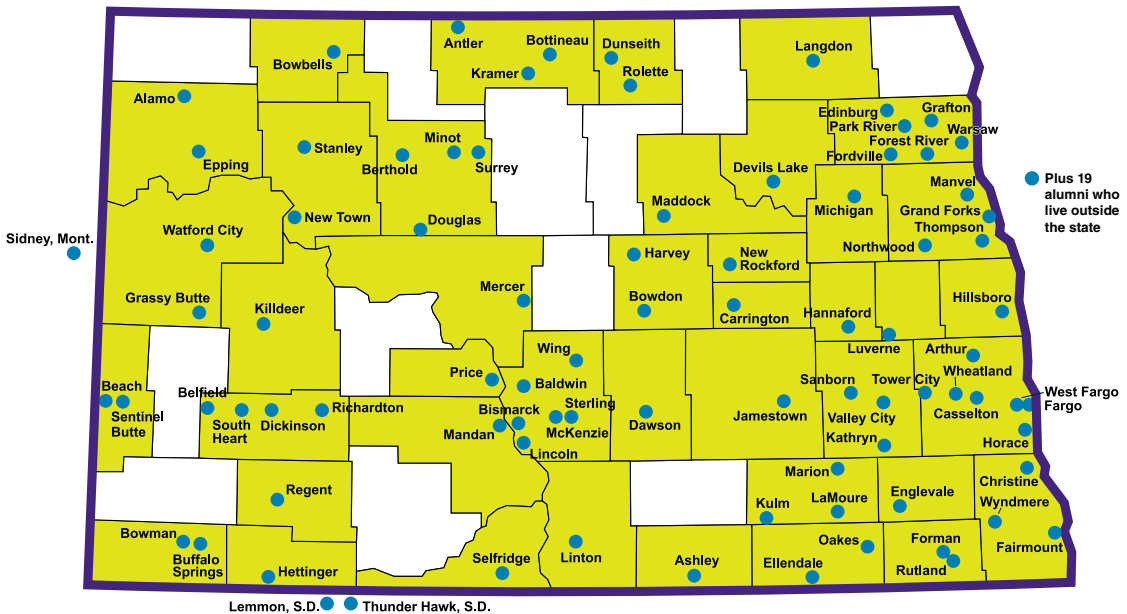 Antler
Bottineau
Dunseith
Langdon
Bowbells
Kramer
Rolette
Alamo
Edinburg
Grafton
Park River
Warsaw
Minot
Forest River
Stanley
Epping
Berthold
Surrey
Fordville
Devils Lake
Manvel
Plus 19
alumni who
live outside
the state
Maddock
Michigan
Grand Forks
New Town
Douglas
Thompson
Watford City
Sidney, Mont.
Northwood
Harvey
New
Rockford
Mercer
Grassy Butte
Killdeer
Bowdon
Hillsboro
Carrington
Hannaford
Luverne
Wing
Arthur
Price
Baldwin
Wheatland
Beach
Sanborn
Tower City
Belfield
Sterling
West Fargo
Sentinel
Butte
South
Heart
Dickinson
Richardton
Bismarck
Fargo
Mandan
McKenzie
Dawson
Jamestown
Valley City
Casselton
Kathryn
Horace
Lincoln
Marion
Christine
Regent
Kulm
LaMoure
Englevale
Wyndmere
Bowman
Buffalo
Springs
Oakes
Forman
Fairmount
Selfridge
Linton
Ashley
Ellendale
Rutland
Hettinger
Lemmon, S.D.
Thunder Hawk, S.D.